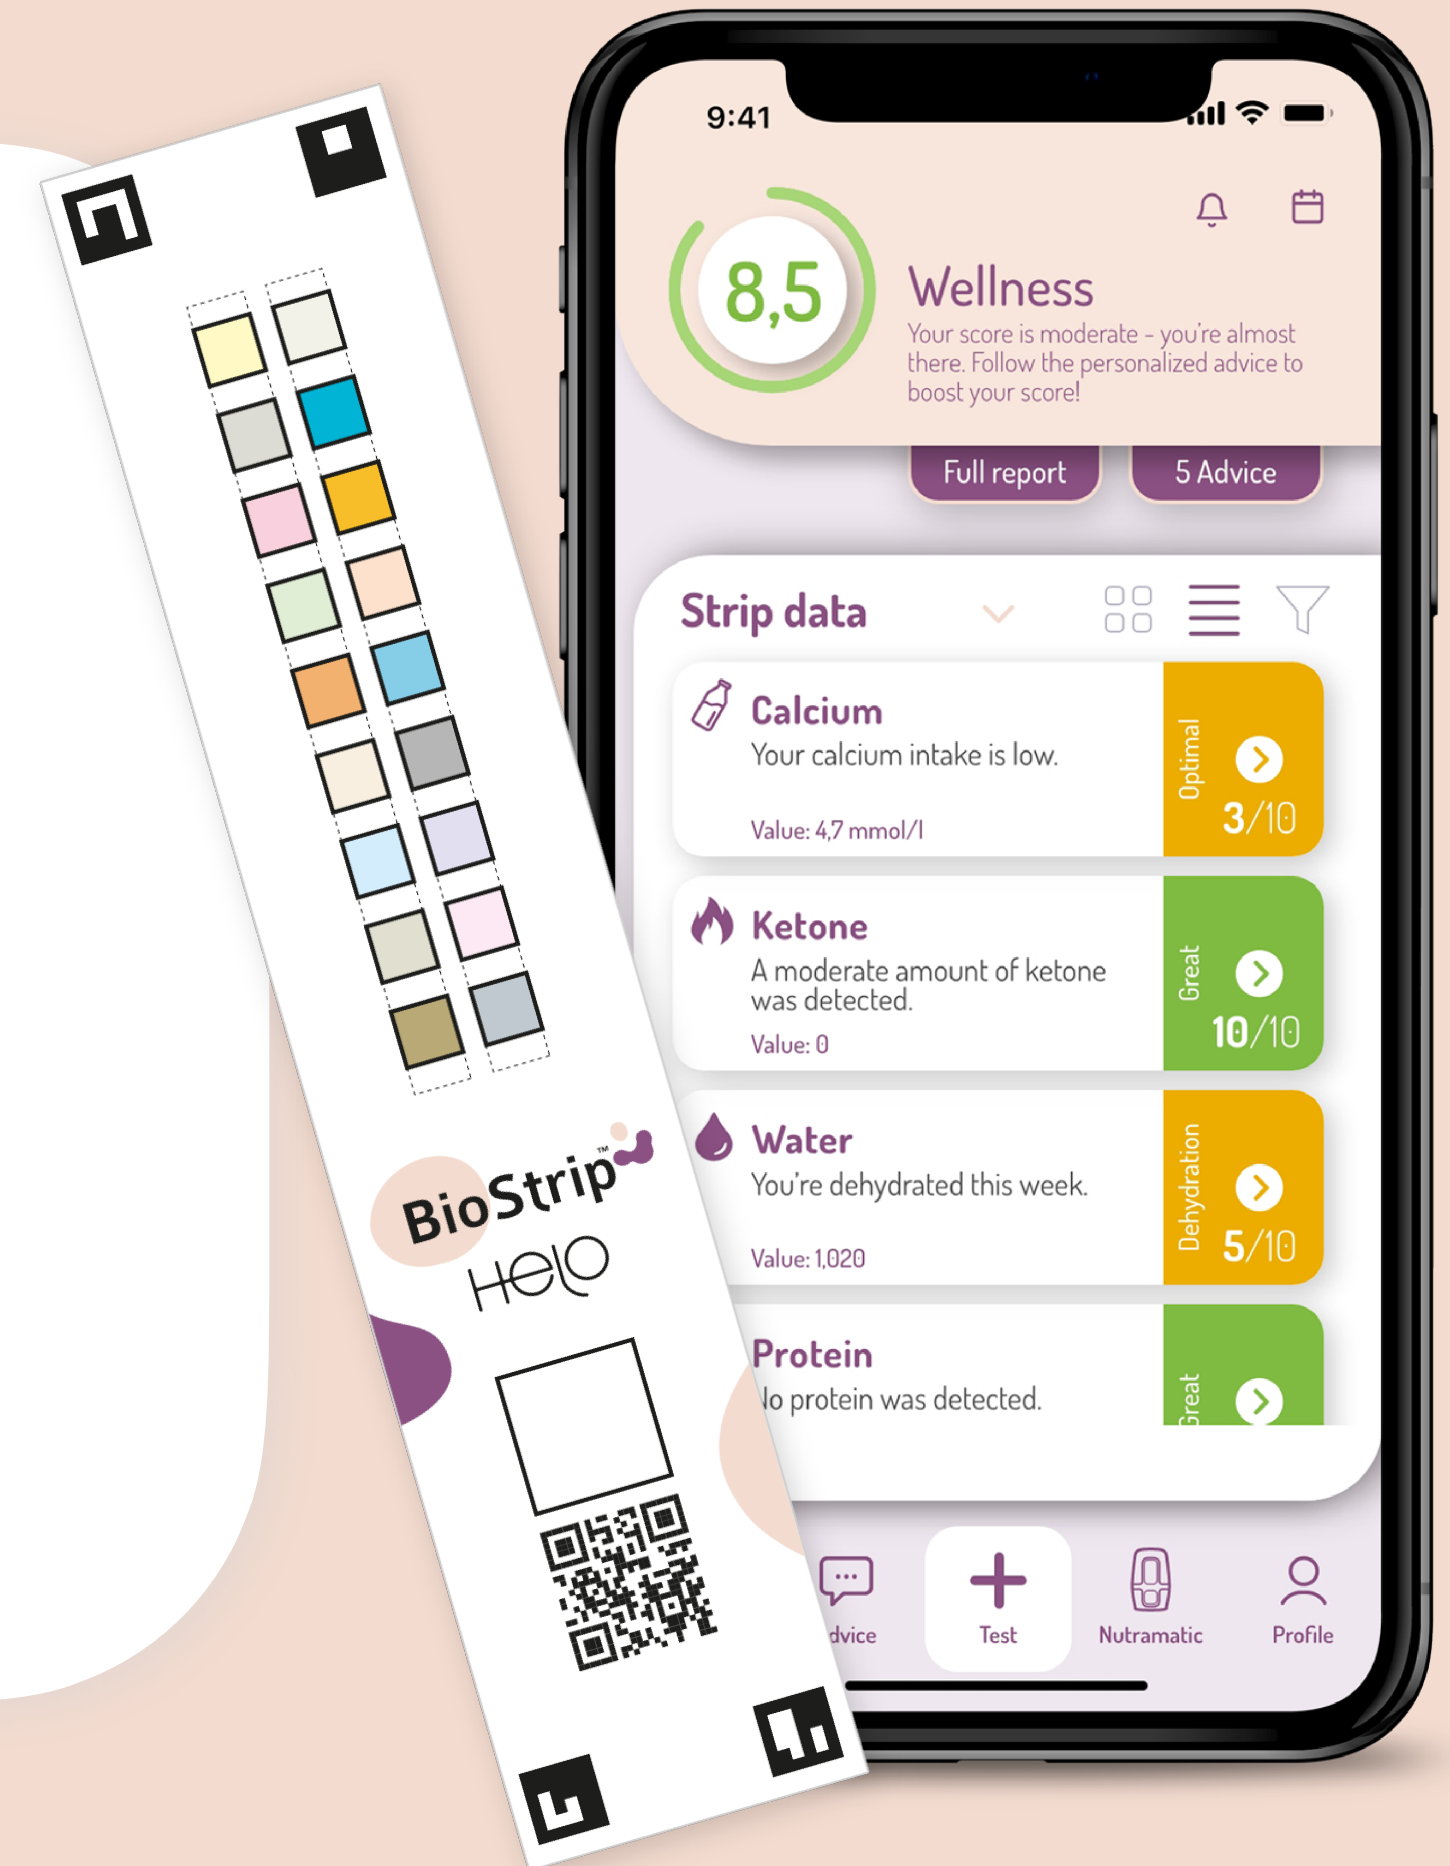 BioStrip™
Helo
9:41
8,5
Wellness
Your score is moderate - you're almost
there. Follow the personalized advice to
boost your score!
Full report
5 Advice
Strip data
Calcium
Your calcium intake is low.
Value: 4,7 mmol/l
Optimal
3/10
Ketone
A moderate amount of ketone
was detected.
Value: 0
Great
10/10
Water
You're dehydrated this week.
Value: 1,020
Dehydration
5/10
Protein
No protein was detected.
Great
dvice
Test
Nutramatic
Profile